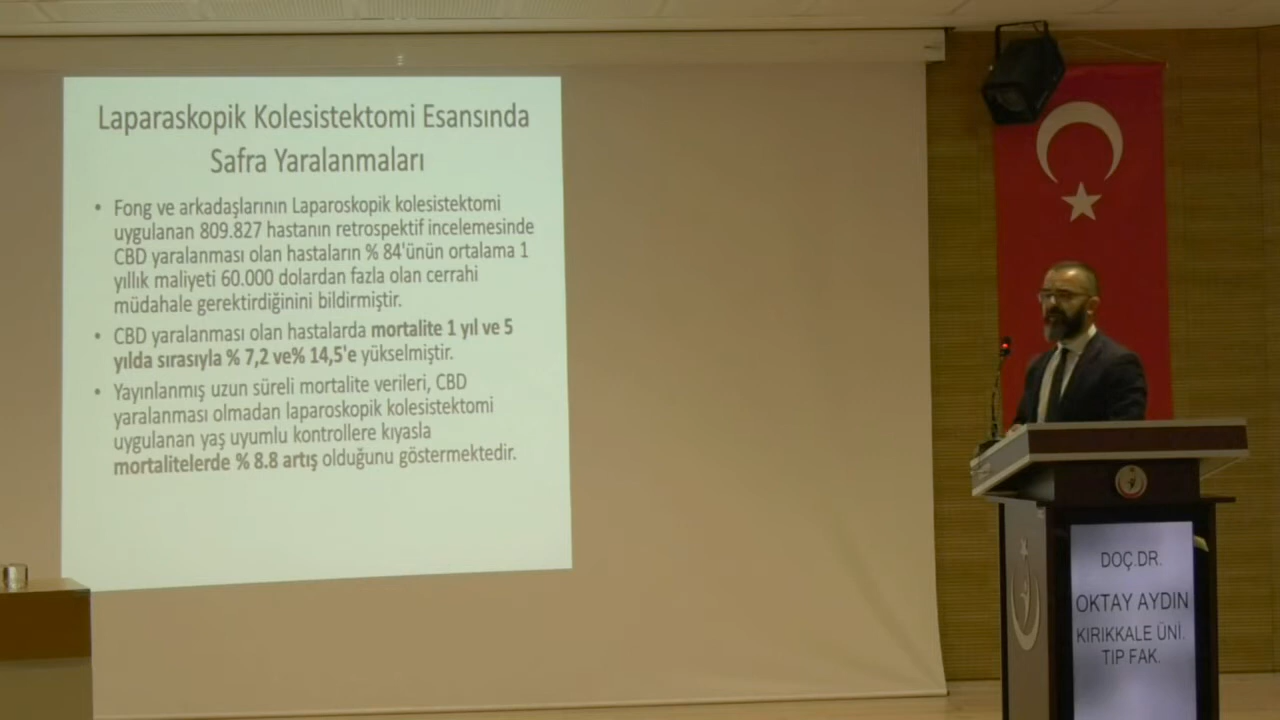 Laparaskopik Kolesistektomi Esansında
Safra Yaralanmaları
• Fong ve arkadaşlarının Laparoskopik kolesistektomi
uygulanan 809.827 hastanın retrospektif incelemesinde
CBD yaralanması olan hastaların % 84'ünün ortalama 1
yıllık maliyeti 60.000 dolardan fazla olan cerrahi
müdahale gerektirdiğinini bildirmiştir.
• CBD yaralanması olan hastalarda mortalite 1 yıl ve 5
yılda sırasıyla % 7,2 ve% 14,5'e yükselmiştir.
• Yayınlanmış uzun süreli mortalite verileri, CBD
yaralanması olmadan laparoskopik kolesistektomi
uygulanan yaş uyumlu kontrollere kıyasla
mortalitelerde % 8.8 artış olduğunu göstermektedir.
DOÇ.DR.
OKTAY AYDIN
KIRIKKALE ÜNİ.
TIP FAK.